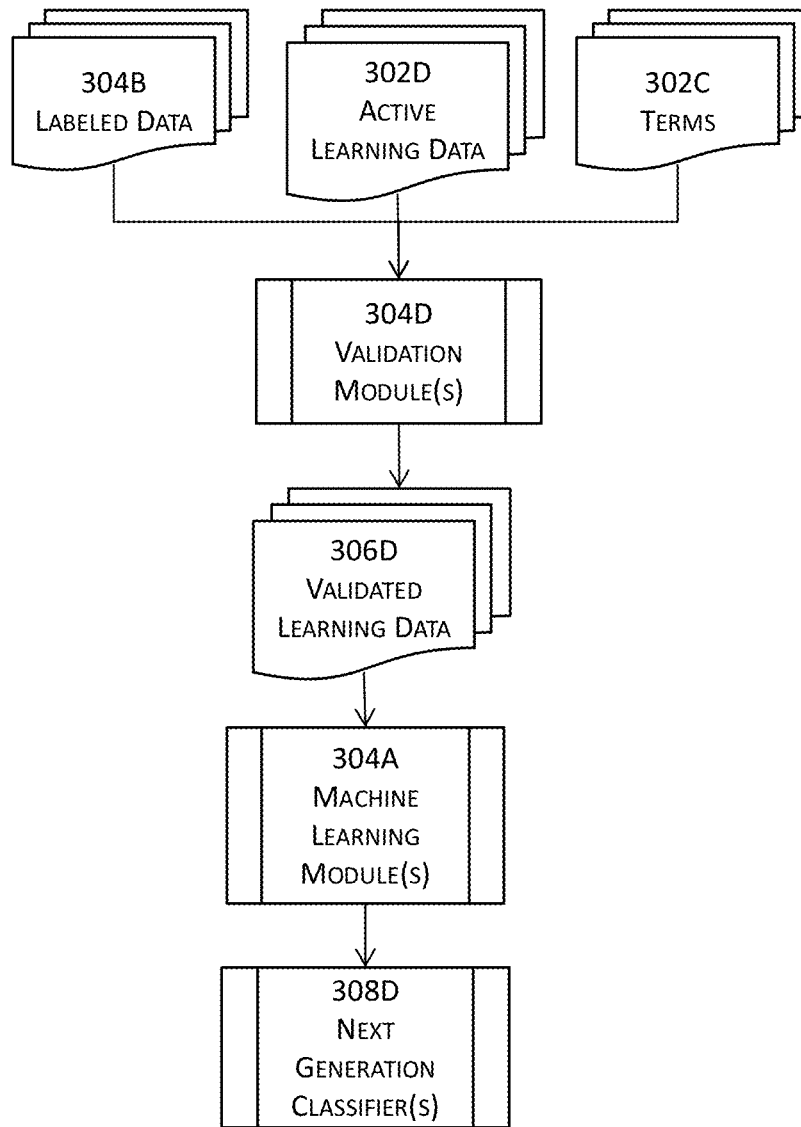 304B
LABELED DATA
302D
ACTIVE
LEARNING DATA
302C
TERMS
304D
VALIDATION
MODULE(S)
306D
VALIDATED
LEARNING DATA
304A
MACHINE
LEARNING
MODULE(S)
308D
NEXT
GENERATION
CLASSIFIER(S)